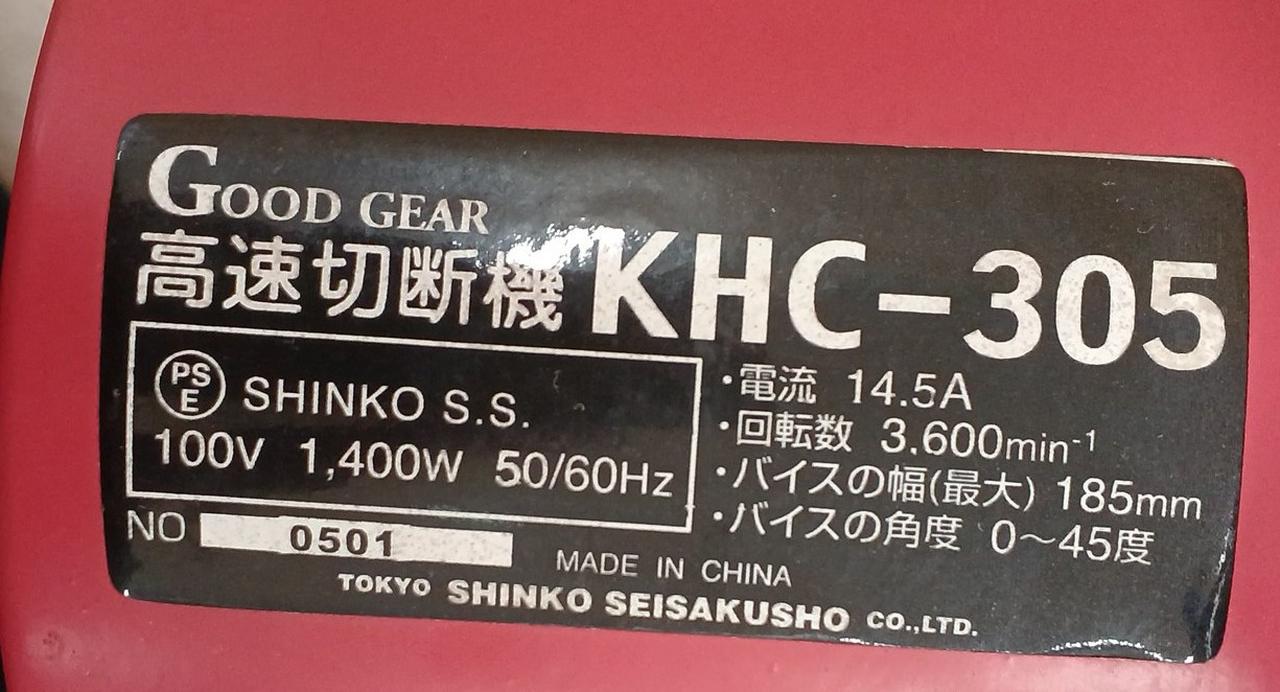 GOOD GEAR
高速切断機 KHC-305
PSE SHINKO S.S.
100V 1,400W 50/60Hz
・電流 14.5A
・回転数 3.600min⁻¹
・バイスの幅(最大) 185mm
・バイスの角度 0〜45度
NO 0501
MADE IN CHINA
TOKYO SHINKO SEISAKUSHO CO.,LTD.